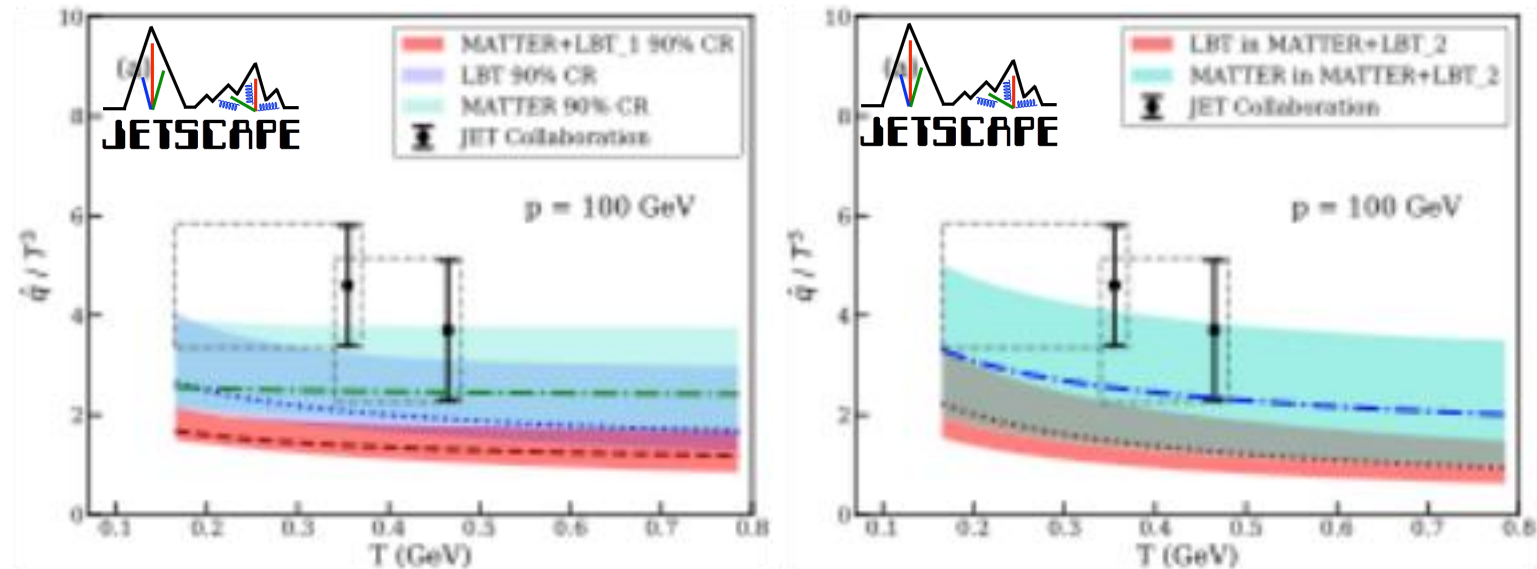 10
8
6
4
2
0
q̂ / T³
(a)
JETSCAPE
MATTER+LBT_1 90% CR
LBT 90% CR
MATTER 90% CR
JET Collaboration
p = 100 GeV
0.1 0.2 0.3 0.4 0.5 0.6 0.7 0.8
T (GeV)
10
8
6
4
2
0
q̂ / T³
JETSCAPE
LBT in MATTER+LBT_2
MATTER in MATTER+LBT_2
JET Collaboration
p = 100 GeV
0.1 0.2 0.3 0.4 0.5 0.6 0.7 0.8
T (GeV)